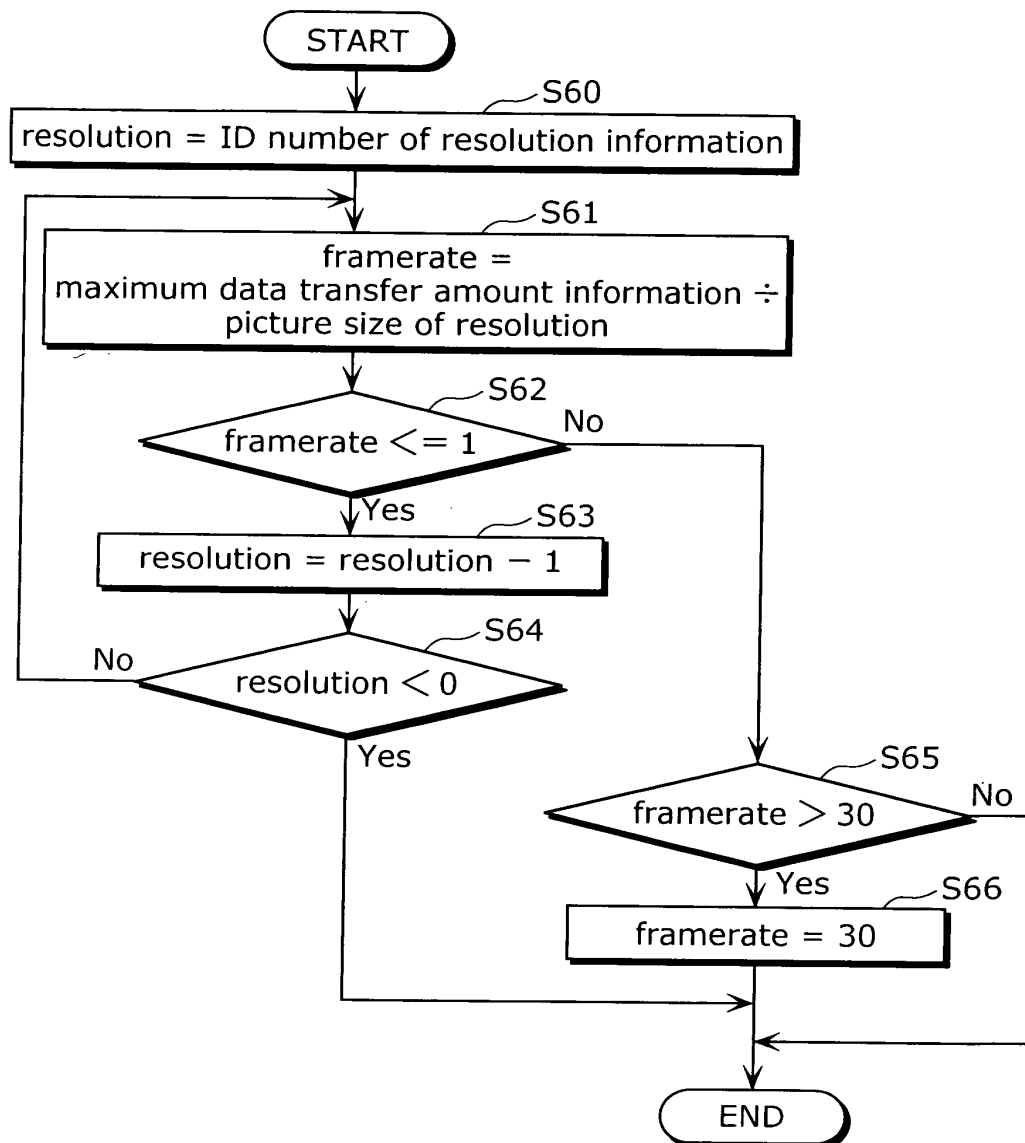 START
S60
resolution = ID number of resolution information
S61
framerate =
maximum data transfer amount information ÷
picture size of resolution
S62
framerate <= 1
No
Yes
S63
resolution = resolution − 1
S64
No
resolution < 0
Yes
S65
framerate > 30
No
Yes
S66
framerate = 30
END